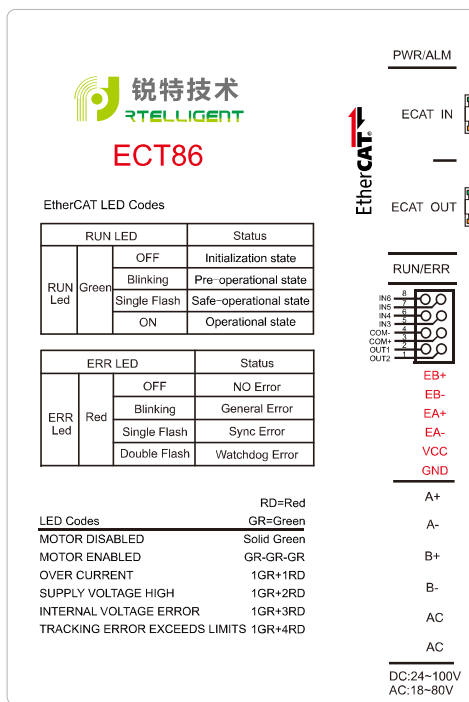 锐特技术
RTELLIGENT
ECT86
EtherCAT LED Codes
RUN LED Status
RUN Led Green OFF Initialization state
Blinking Pre-operational state
Single Flash Safe-operational state
ON Operational state
ERR LED Status
ERR Led Red OFF NO Error
Blinking General Error
Single Flash Sync Error
Double Flash Watchdog Error
RD=Red
LED Codes GR=Green
MOTOR DISABLED Solid Green
MOTOR ENABLED GR-GR-GR
OVER CURRENT 1GR+1RD
SUPPLY VOLTAGE HIGH 1GR+2RD
INTERNAL VOLTAGE ERROR 1GR+3RD
TRACKING ERROR EXCEEDS LIMITS 1GR+4RD
EtherCAT®
PWR/ALM
ECAT IN
ECAT OUT
RUN/ERR
IN6 8
IN5 7
IN4 6
IN3 5
COM- 4
COM+ 3
OUT1 2
OUT2 1
EB+
EB-
EA+
EA-
VCC
GND
A+
A-
B+
B-
AC
AC
DC:24~100V
AC:18~80V